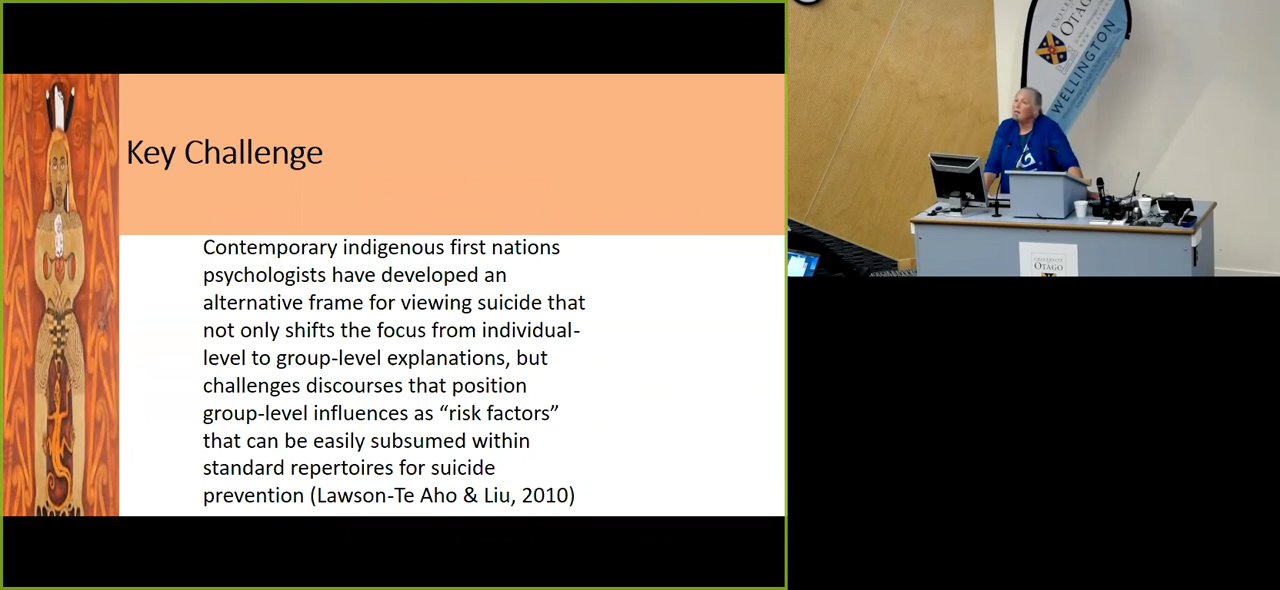 Key Challenge
Contemporary indigenous first nations
psychologists have developed an
alternative frame for viewing suicide that
not only shifts the focus from individual-
level to group-level explanations, but
challenges discourses that position
group-level influences as “risk factors”
that can be easily subsumed within
standard repertoires for suicide
prevention (Lawson-Te Aho & Liu, 2010)
OTAGO
WELLINGTON
UNIVERSITY
OTAGO